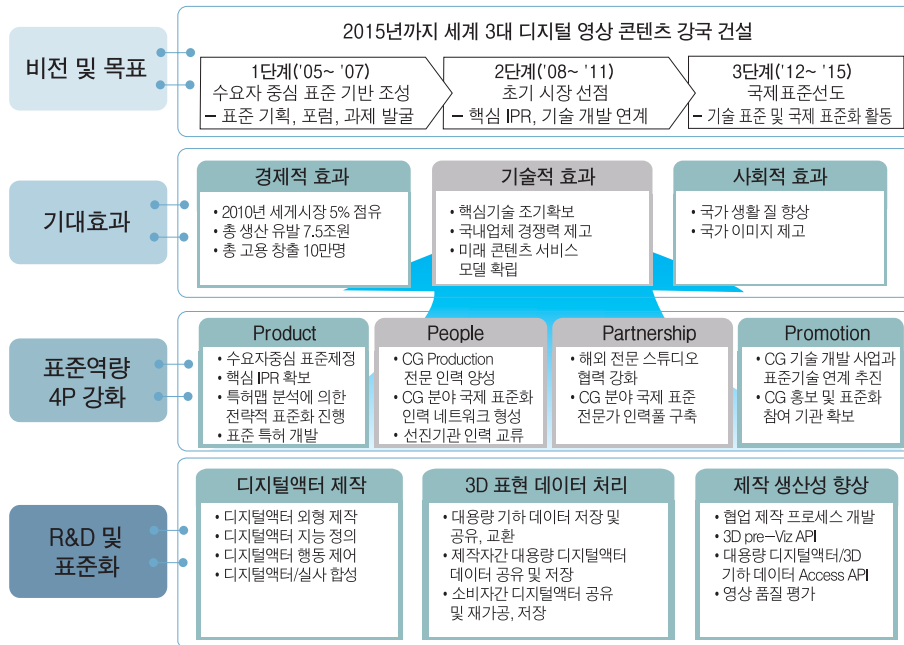 비전 및 목표
2015년까지 세계 3대 디지털 영상 콘텐츠 강국 건설
1단계('05~ '07)
수요자 중심 표준 기반 조성
– 표준 기획, 포럼, 과제 발굴
2단계('08~ '11)
초기 시장 선점
– 핵심 IPR, 기술 개발 연계
3단계('12~ '15)
국제표준선도
– 기술 표준 및 국제 표준화 활동
기대효과
경제적 효과
• 2010년 세게시장 5% 점유
• 총 생산 유발 7.5조원
• 총 고용 창출 10만명
기술적 효과
• 핵심기술 조기확보
• 국내업체 경쟁력 제고
• 미래 콘텐츠 서비스
모델 확립
사회적 효과
• 국가 생활 질 향상
• 국가 이미지 제고
표준역량
4P 강화
Product
• 수요자중심 표준제정
• 핵심 IPR 확보
• 특허맵 분석에 의한
전략적 표준화 진행
• 표준 특허 개발
People
• CG Production
전문 인력 양성
• CG 분야 국제 표준화
인력 네트워크 형성
• 선진기관 인력 교류
Partnership
• 해외 전문 스튜디오
협력 강화
• CG 분야 국제 표준
전문가 인력풀 구축
Promotion
• CG 기술 개발 사업과
표준기술 연계 추진
• CG 홍보 및 표준화
참여 기관 확보
R&D 및
표준화
디지털액터 제작
• 디지털액터 외형 제작
• 디지털액터 지능 정의
• 디지털액터 행동 제어
• 디지털액터/실사 합성
3D 표현 데이터 처리
• 대용량 기하 데이터 저장 및
공유, 교환
• 제작자간 대용량 디지털액터
데이터 공유 및 저장
• 소비자간 디지털액터 공유
및 재가공, 저장
제작 생산성 향상
• 협업 제작 프로세스 개발
• 3D pre–Viz API
• 대용량 디지털액터/3D
기하 데이터 Access API
• 영상 품질 평가